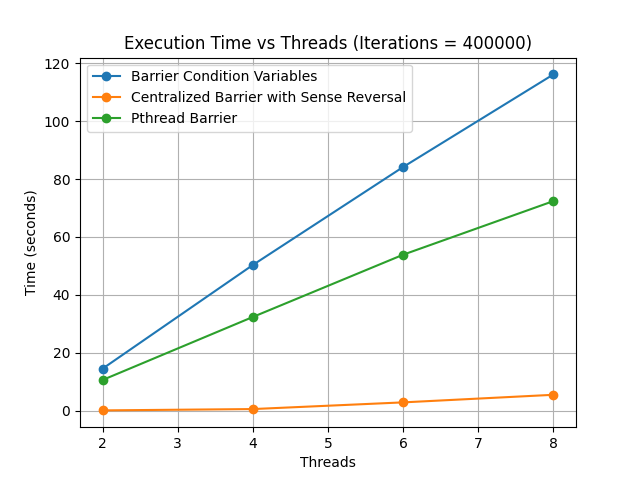 Execution Time vs Threads (Iterations = 400000)
Barrier Condition Variables
Centralized Barrier with Sense Reversal
Pthread Barrier
120
100
80
60
40
20
0
Time (seconds)
2 3 4 5 6 7 8
Threads